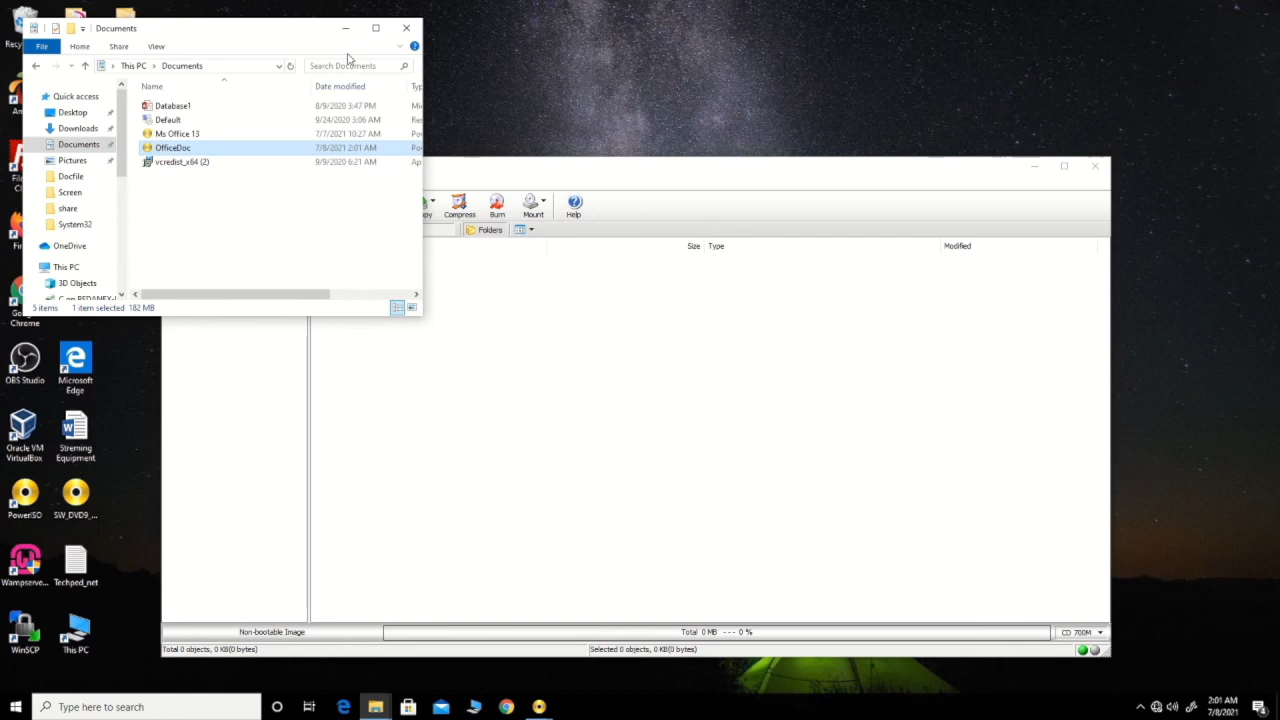 Documents
File
Home
Share
View
This PC
Documents
Search Documents
Name
Date modified
Quick access
Desktop
Downloads
Documents
Pictures
Docfile
Screen
share
System32
OneDrive
This PC
3D Objects
Database1
8/9/2020 3:47 PM
Default
9/24/2020 3:06 AM
Ms Office 13
7/7/2021 10:27 AM
OfficeDoc
7/8/2021 2:01 AM
vcredist_x64 (2)
9/9/2020 6:21 AM
5 items
1 item selected
182 MB
Compress
Burn
Mount
Help
Folders
Size
Type
Modified
Non-bootable Image
Total 0 MB --- 0 %
CD 700M
Total 0 objects, 0 KB(0 bytes)
Selected 0 objects, 0 KB(0 bytes)
Chrome
OBS Studio
Microsoft Edge
Oracle VM VirtualBox
Streming Equipment
PowerISO
SW_DVD9_...
Wampserve...
Techped_net
WinSCP
This PC
Type here to search
2:01 AM
7/8/2021